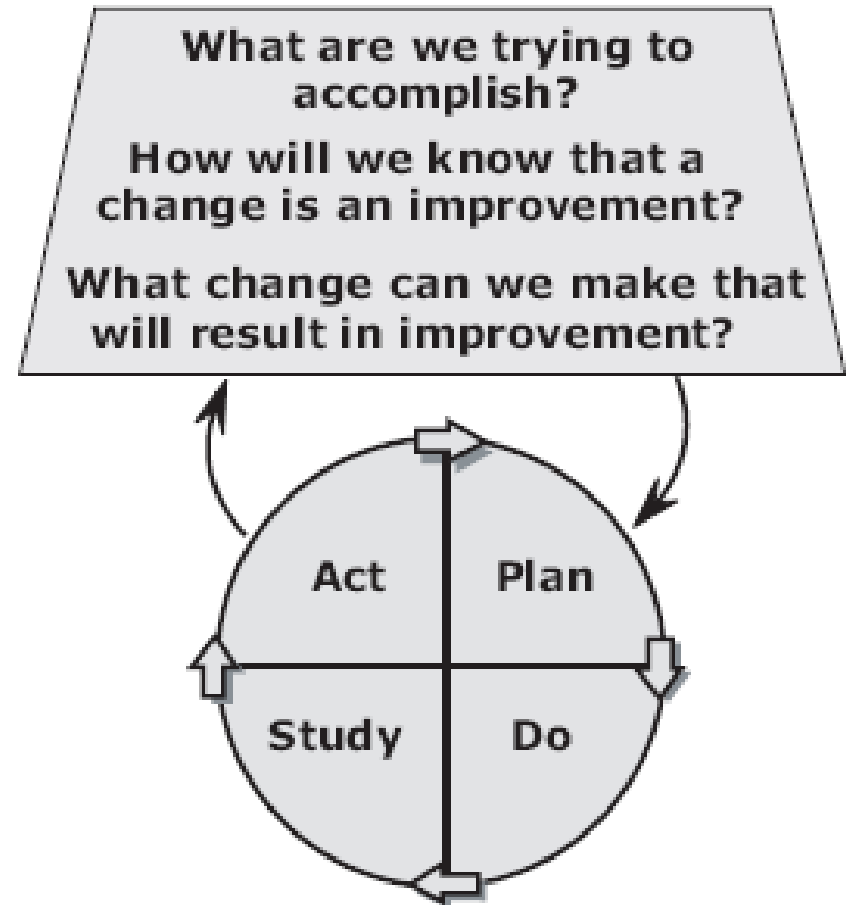 What are we trying to
accomplish?
How will we know that a
change is an improvement?
What change can we make that
will result in improvement?
Act
Plan
Study
Do